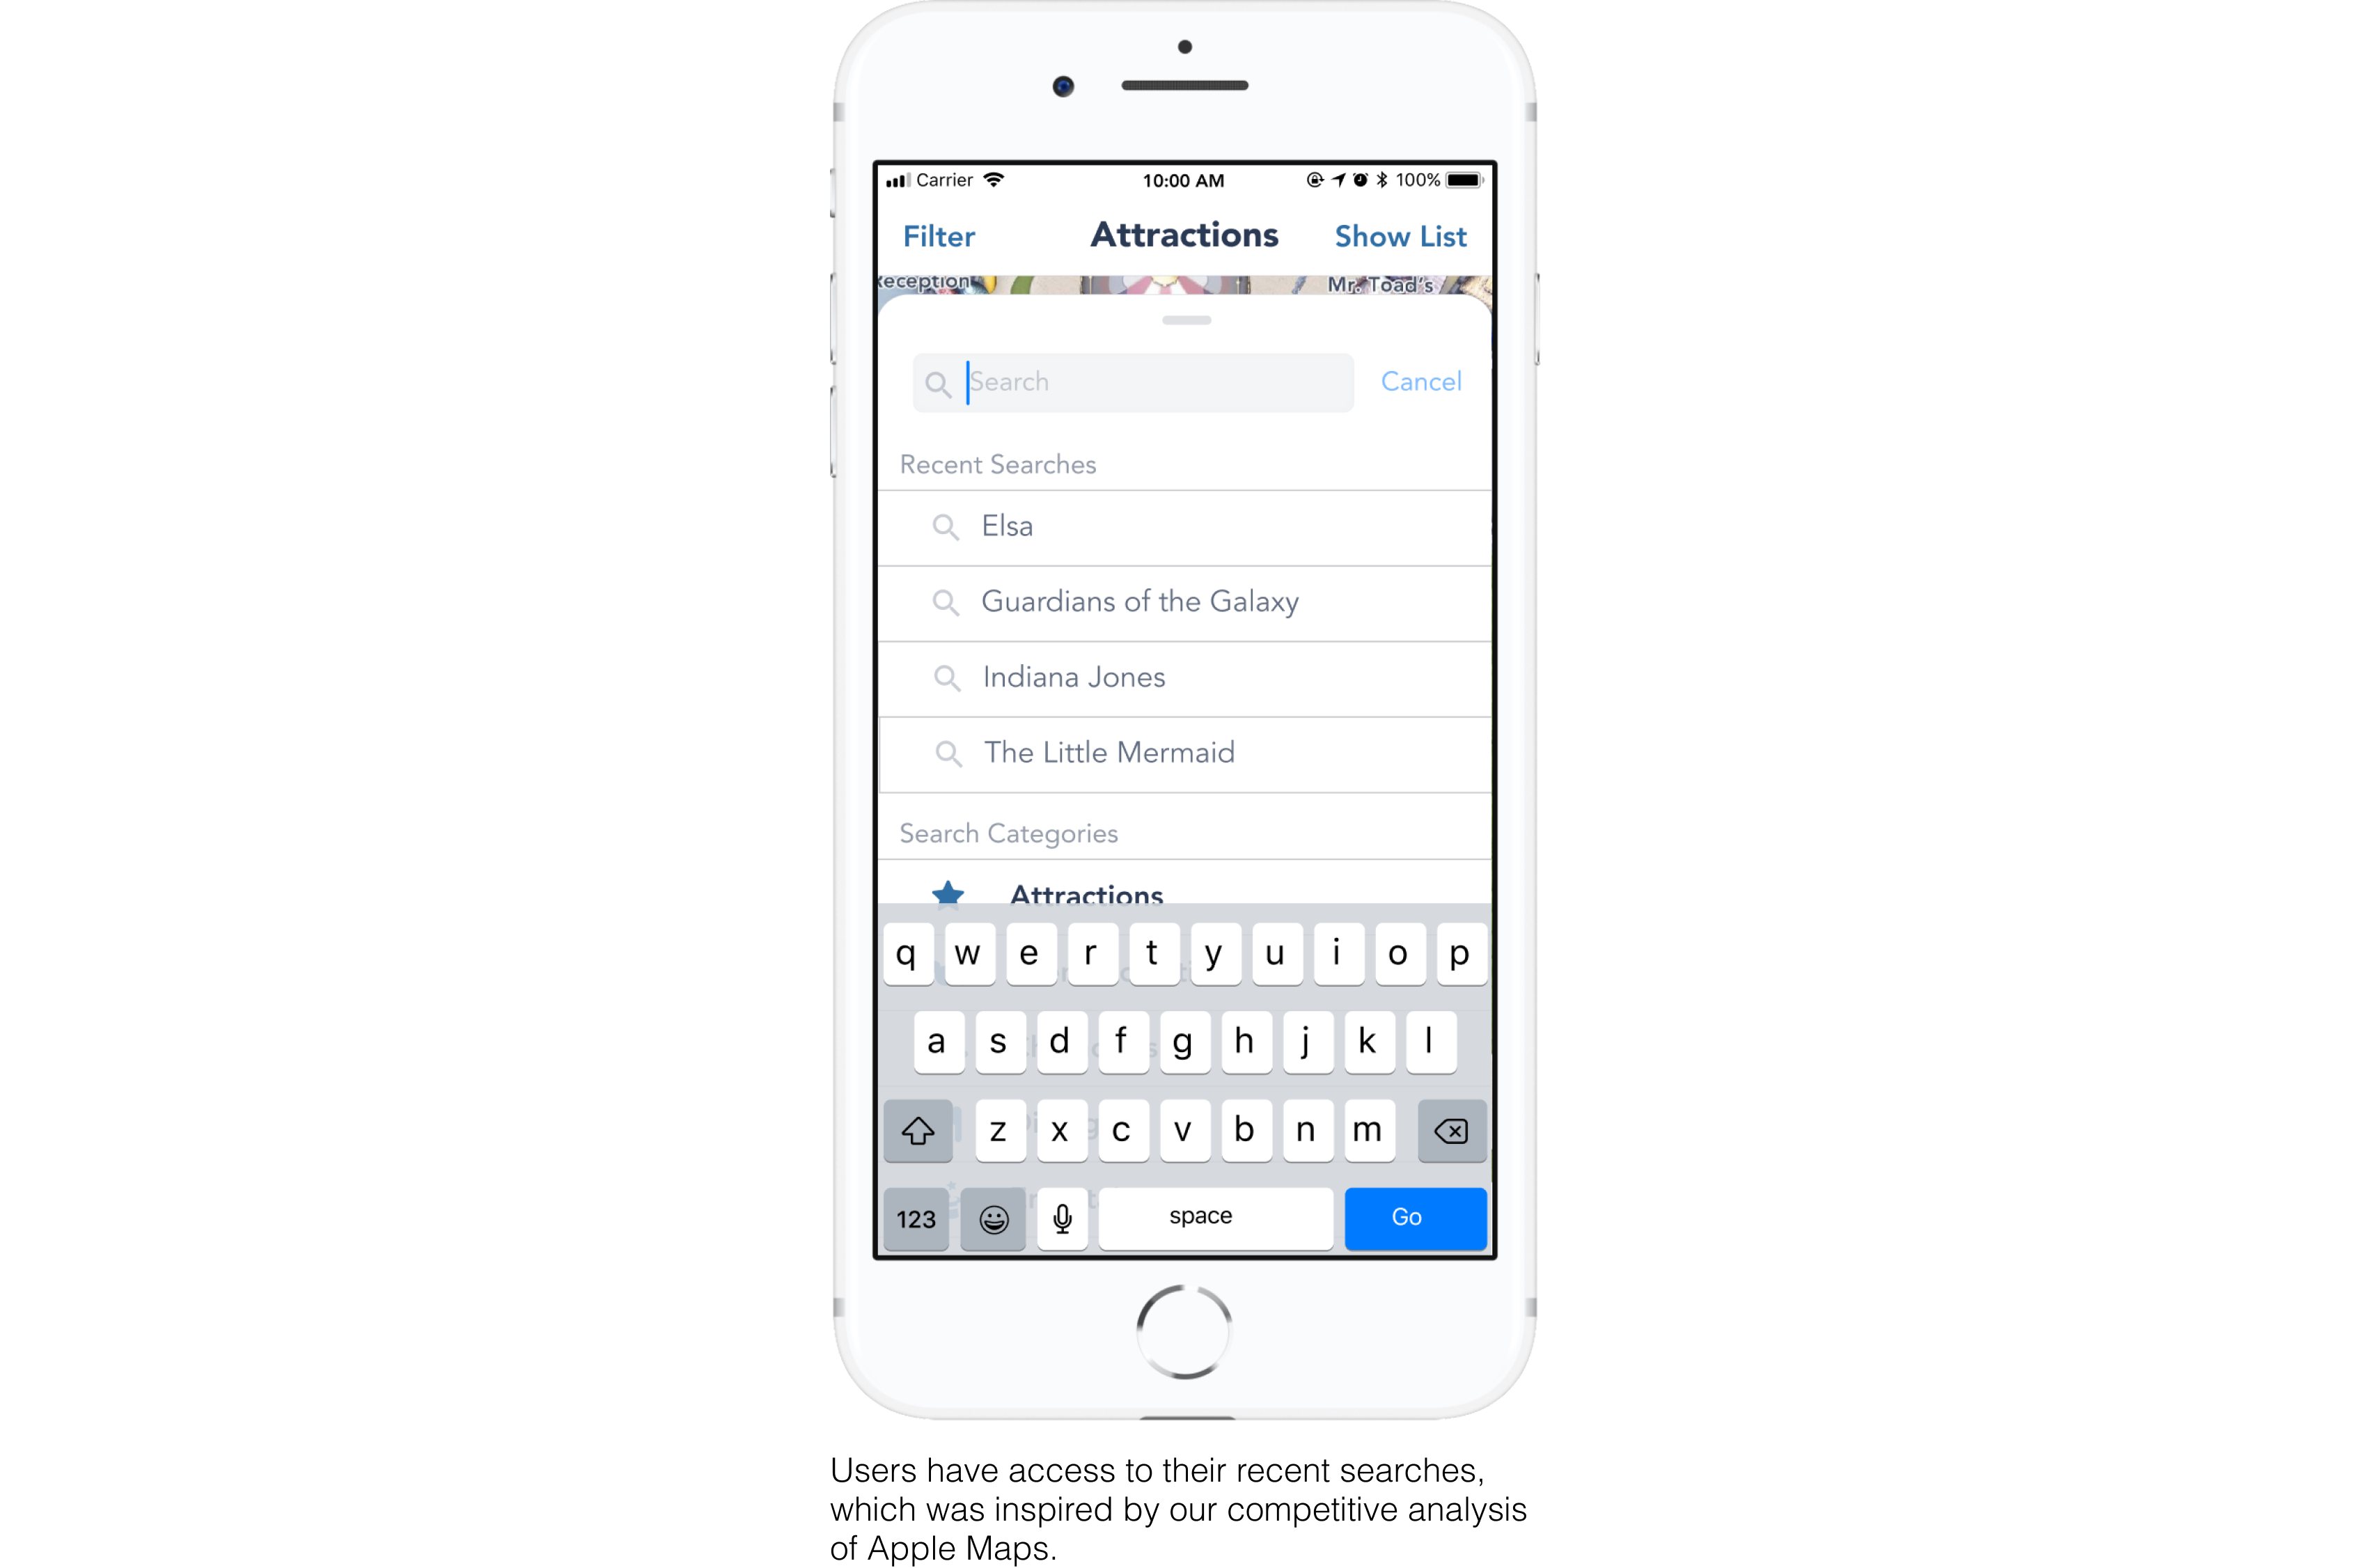 Carrier 10:00 AM 100%
Filter Attractions Show List
Mr. Toad's
Search Cancel
Recent Searches
Elsa
Guardians of the Galaxy
Indiana Jones
The Little Mermaid
Search Categories
Attractions
q w e r t y u i o p
a s d f g h j k l
z x c v b n m
123 space Go
Users have access to their recent searches,
which was inspired by our competitive analysis
of Apple Maps.